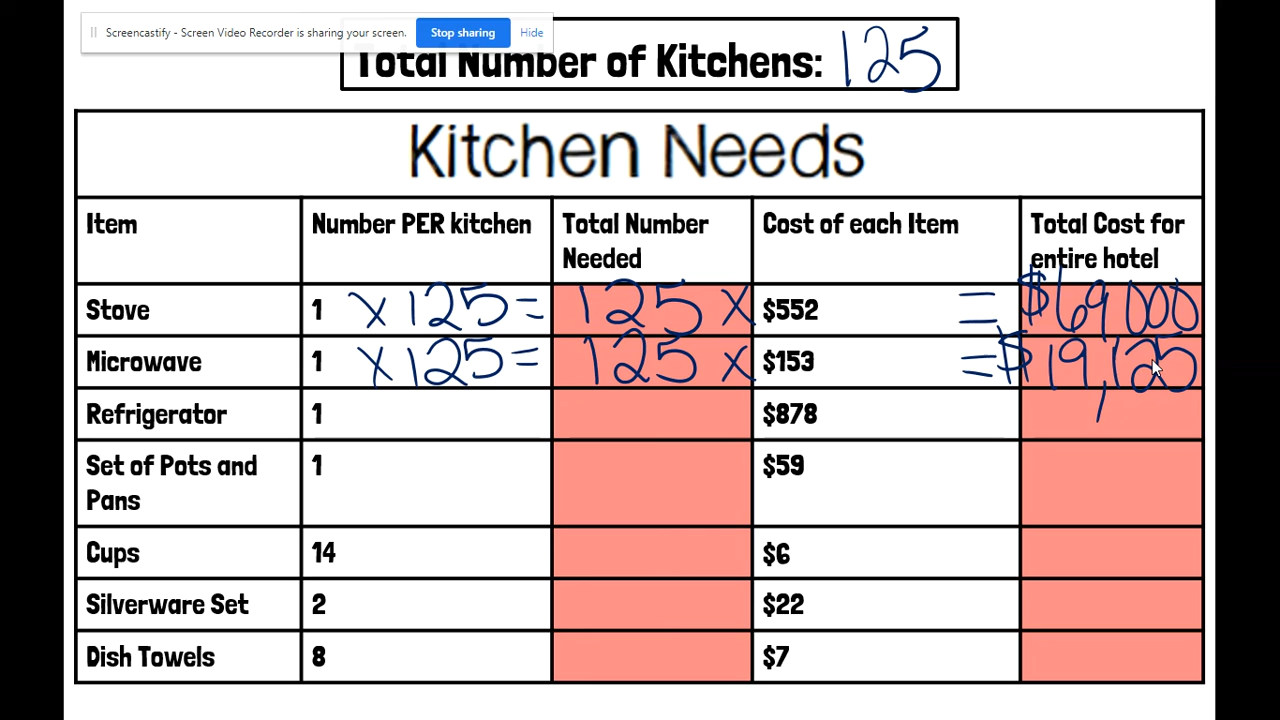 Screencastify - Screen Video Recorder is sharing your screen. Stop sharing Hide
Total Number of Kitchens: 125
Kitchen Needs
Item Number PER kitchen Total Number Needed Cost of each Item Total Cost for entire hotel
Stove 1 x 125 = 125 x $552 = $69,000
Microwave 1 x 125 = 125 x $153 = $19,125
Refrigerator 1 $878
Set of Pots and Pans 1 $59
Cups 14 $6
Silverware Set 2 $22
Dish Towels 8 $7